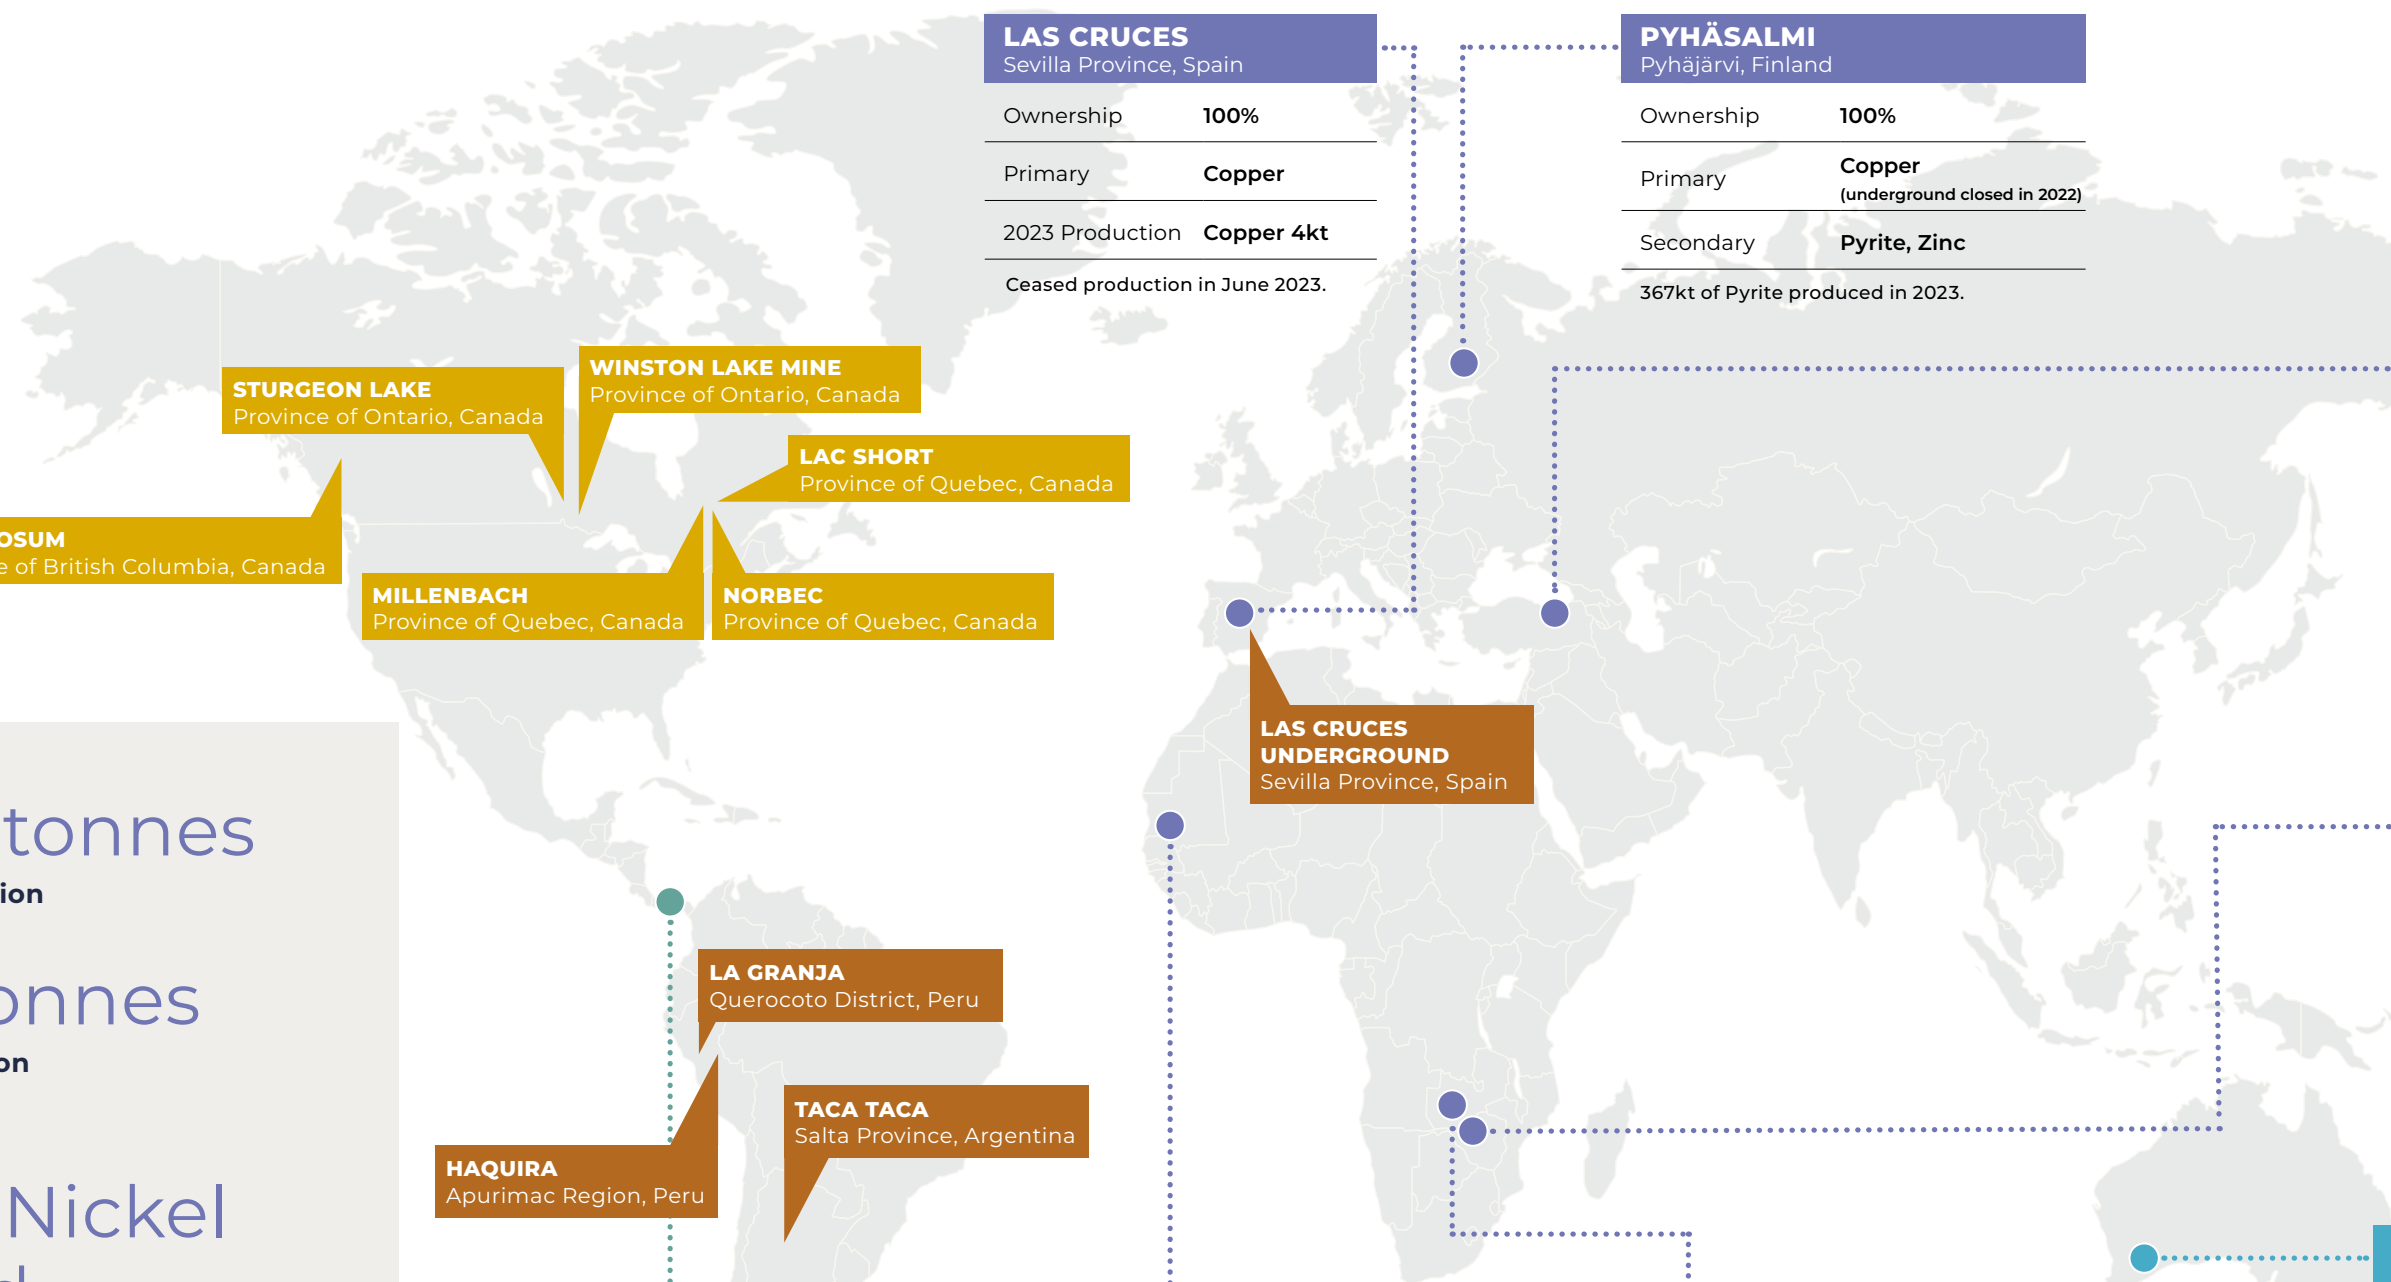 LAS CRUCES
Sevilla Province, Spain
Ownership 100%
Primary Copper
2023 Production Copper 4kt
Ceased production in June 2023.
PYHÄSALMI
Pyhäjärvi, Finland
Ownership 100%
Primary Copper
(underground closed in 2022)
Secondary Pyrite, Zinc
367kt of Pyrite produced in 2023.
STURGEON LAKE
Province of Ontario, Canada
WINSTON LAKE MINE
Province of Ontario, Canada
LAC SHORT
Province of Quebec, Canada
OSUM
e of British Columbia, Canada
MILLENBACH
Province of Quebec, Canada
NORBEC
Province of Quebec, Canada
LAS CRUCES
UNDERGROUND
Sevilla Province, Spain
tonnes
ion
onnes
on
Nickel
LA GRANJA
Querocoto District, Peru
TACA TACA
Salta Province, Argentina
HAQUIRA
Apurimac Region, Peru